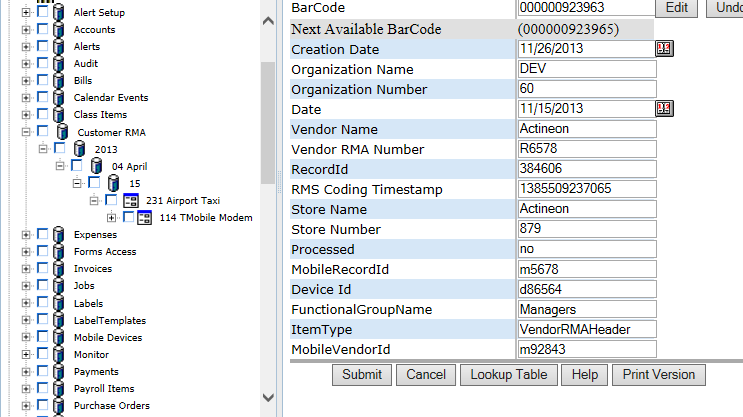 Alert Setup
Accounts
Alerts
Audit
Bills
Calendar Events
Class Items
Customer RMA
2013
04 April
15
231 Airport Taxi
114 TMobile Modem
Expenses
Forms Access
Invoices
Jobs
Labels
LabelTemplates
Mobile Devices
Monitor
Payments
Payroll Items
Purchase Orders
BarCode 000000923963 Edit Undo
Next Available BarCode (000000923965)
Creation Date 11/26/2013
Organization Name DEV
Organization Number 60
Date 11/15/2013
Vendor Name Actineon
Vendor RMA Number R6578
RecordId 384606
RMS Coding Timestamp 1385509237065
Store Name Actineon
Store Number 879
Processed no
MobileRecordId m5678
Device Id d86564
FunctionalGroupName Managers
ItemType VendorRMAHeader
MobileVendorId m92843
Submit Cancel Lookup Table Help Print Version